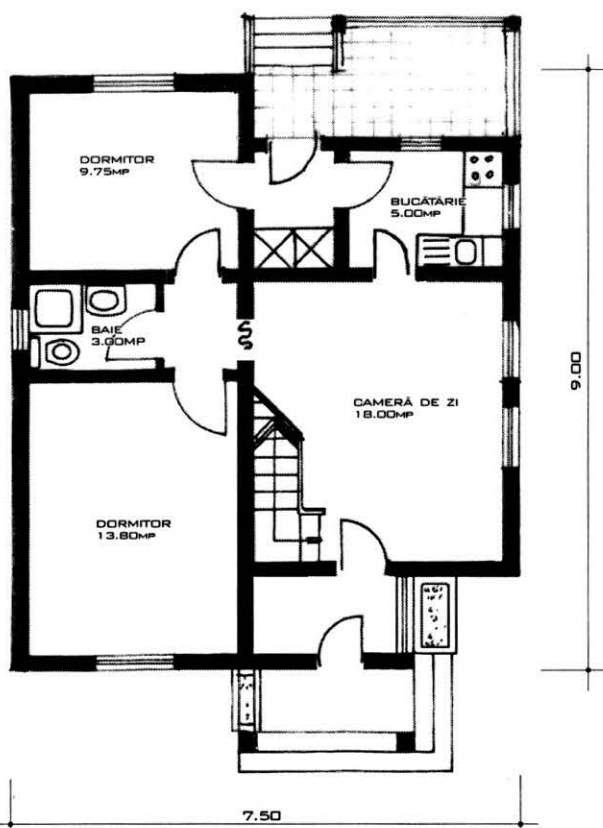 DORMITOR
9.75MP
BUCĂTĂRIE
5.00MP
BAIE
3.00MP
CAMERĂ DE ZI
18.00MP
9.00
DORMITOR
13.80MP
7.50